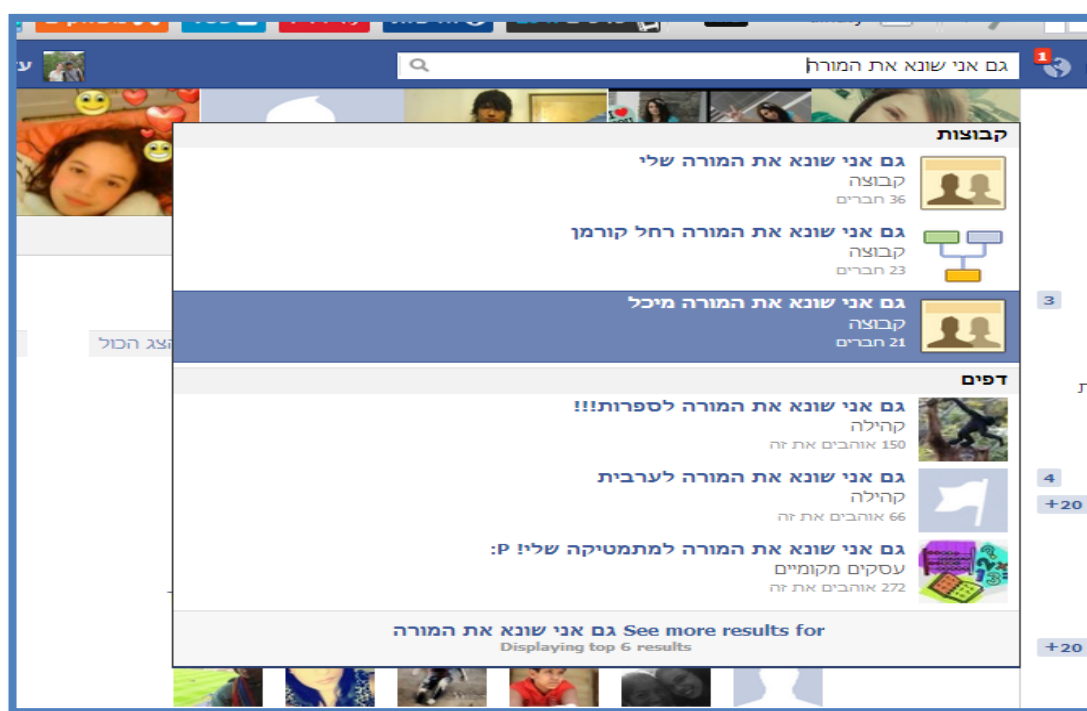 1
גם אני שונא את המורה
קבוצות
גם אני שונא את המורה שלי
קבוצה
36 חברים
גם אני שונא את המורה רחל קורמן
קבוצה
23 חברים
גם אני שונא את המורה מיכל
קבוצה
21 חברים
3
הצג הכול
דפים
גם אני שונא את המורה לספרות!!!
קהילה
150 אוהבים את זה
גם אני שונא את המורה לערבית
קהילה
66 אוהבים את זה
4
+20
גם אני שונא את המורה למתמטיקה שלי! P:
עסקים מקומיים
272 אוהבים את זה
See more results for גם אני שונא את המורה
Displaying top 6 results
+20